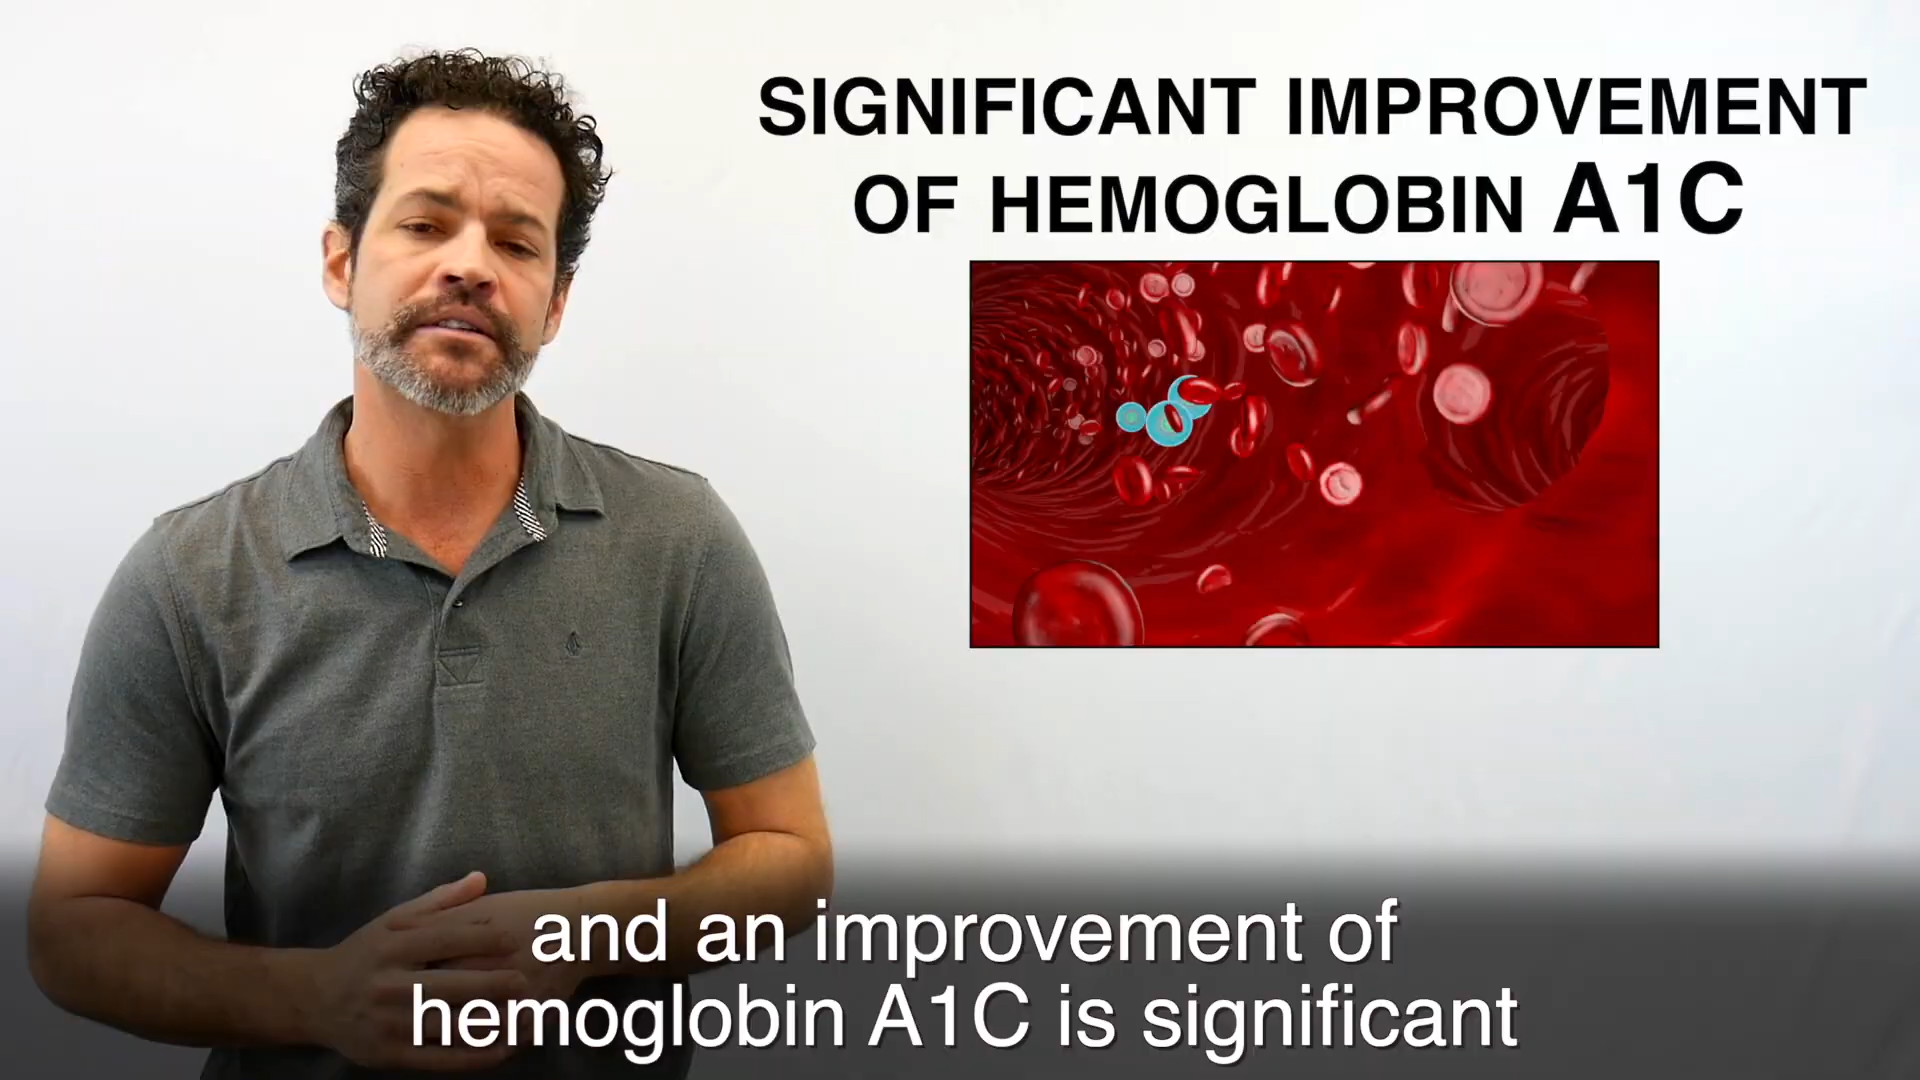 SIGNIFICANT IMPROVEMENT
OF HEMOGLOBIN A1C
and an improvement of
hemoglobin A1C is significant